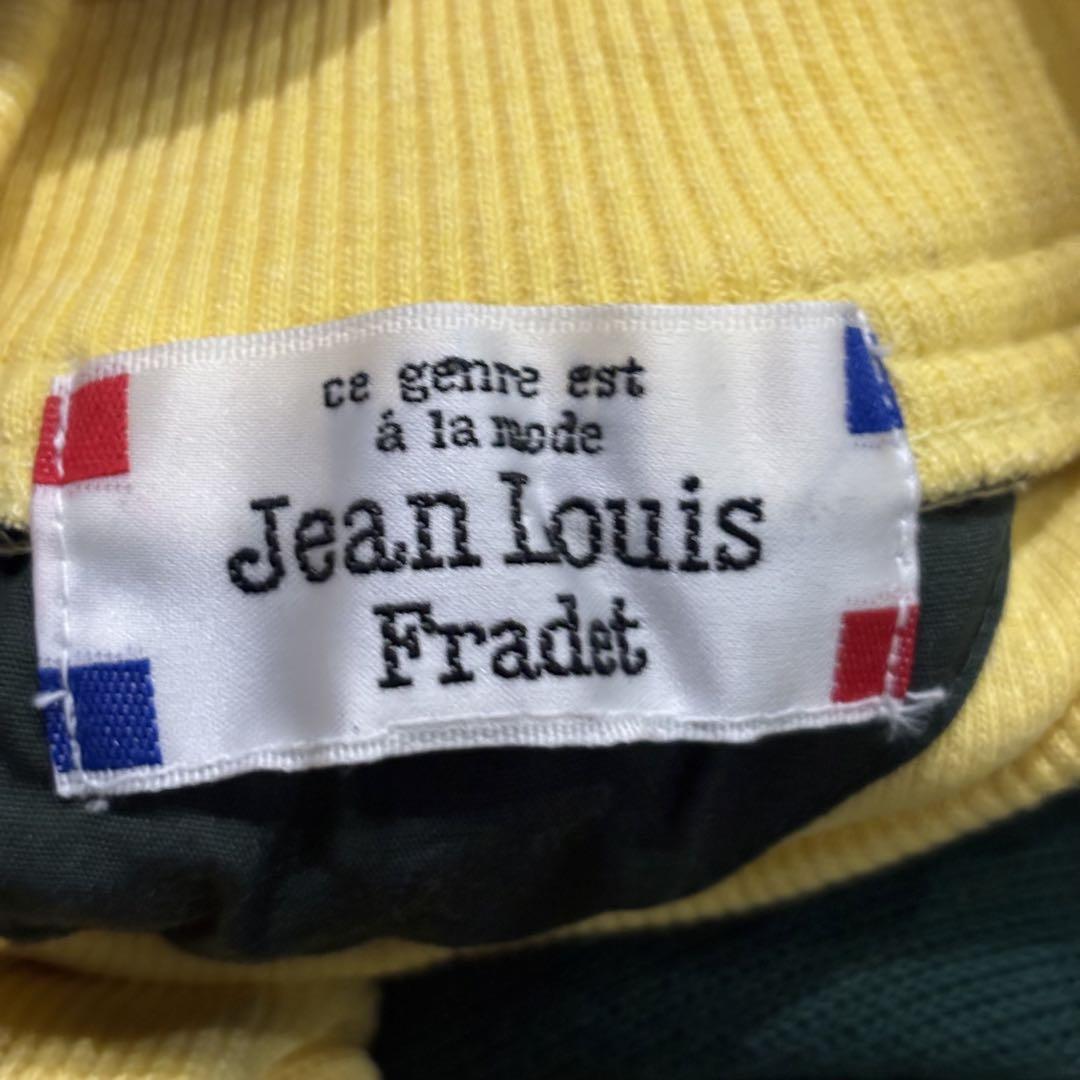 ce genre est
á la mode
Jean Louis
Fradet